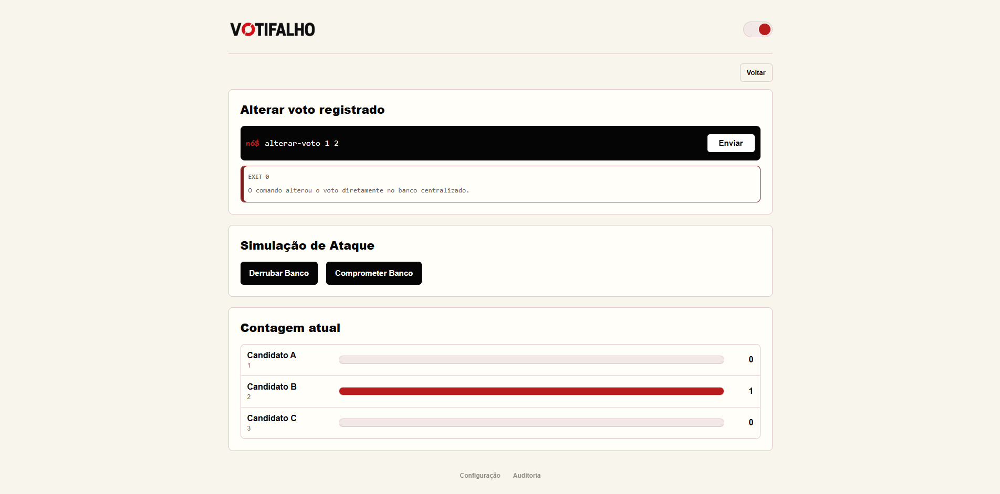 VOTIFALHO
Voltar
Alterar voto registrado
nó$ alterar-voto 1 2
Enviar
EXIT 0
O comando alterou o voto diretamente no banco centralizado.
Simulação de Ataque
Derrubar Banco
Comprometer Banco
Contagem atual
Candidato A
1
0
Candidato B
2
1
Candidato C
3
0
Configuração
Auditoria